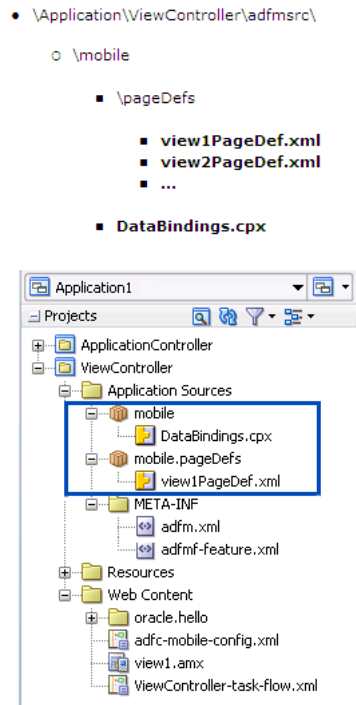 \Application\ViewController\adfmsrc\
\mobile
\pageDefs
view1PageDef.xml
view2PageDef.xml
...
DataBindings.cpx
Application1
Projects
ApplicationController
ViewController
Application Sources
mobile
DataBindings.cpx
mobile.pageDefs
view1PageDef.xml
META-INF
adfm.xml
adfmf-feature.xml
Resources
Web Content
oracle.hello
adfc-mobile-config.xml
view1.amx
ViewController-task-flow.xml